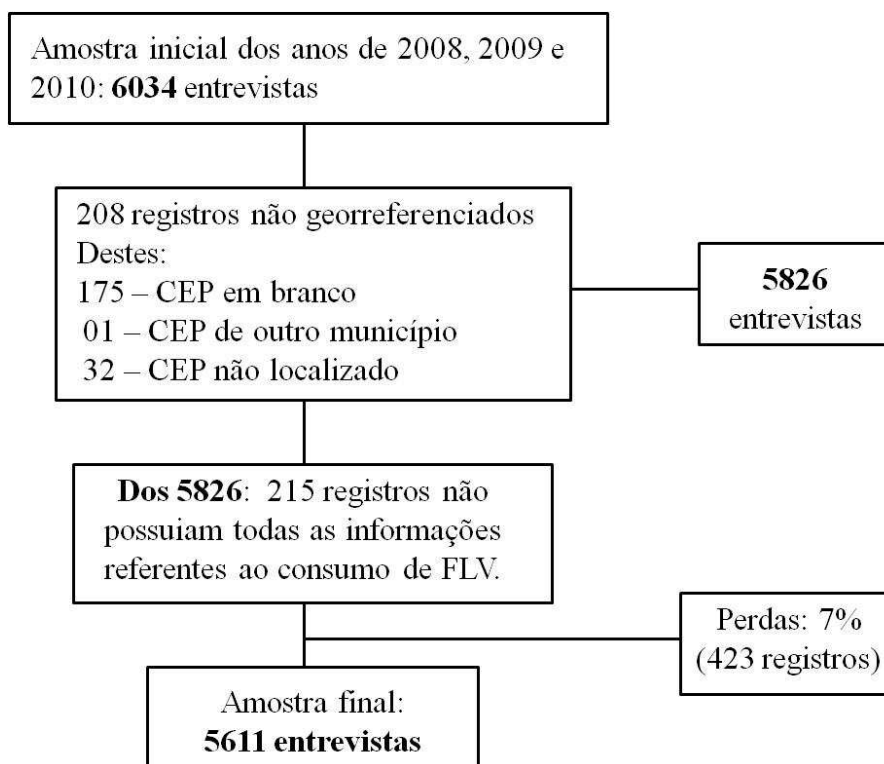 Amostra inicial dos anos de 2008, 2009 e
2010: 6034 entrevistas
208 registros não georreferenciados
Destes:
175 – CEP em branco
01 – CEP de outro município
32 – CEP não localizado
5826
entrevistas
Dos 5826: 215 registros não
possuiam todas as informações
referentes ao consumo de FLV.
Perdas: 7%
(423 registros)
Amostra final:
5611 entrevistas